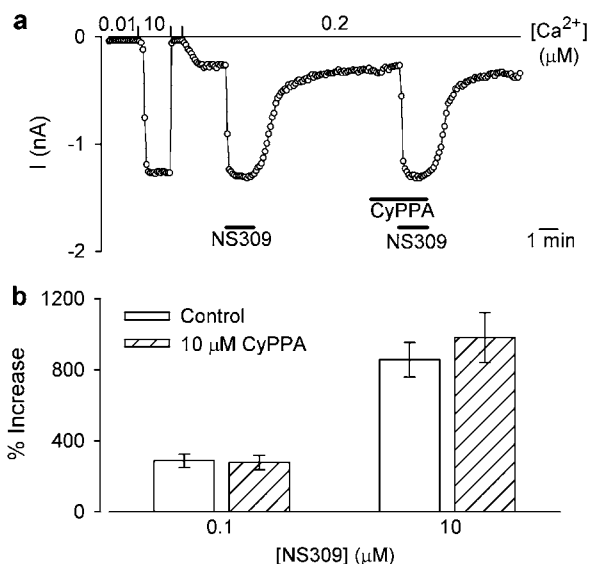 a
0.01 10 0.2 [Ca2+]
(μM)
0
-1
-2
I (nA)
CyPPA
NS309 NS309 1 min
b
1200
800
400
0
% Increase
Control
10 μM CyPPA
0.1 10
[NS309] (μM)